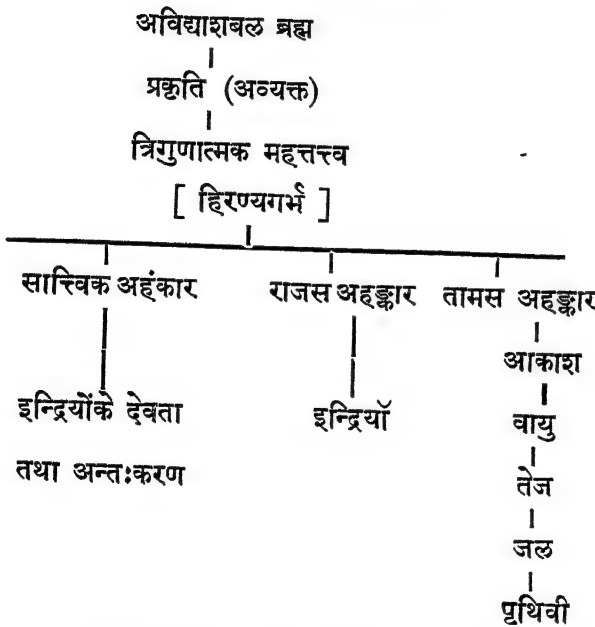 अविद्याशबल ब्रह्म
प्रकृति (अव्यक्त)
त्रिगुणात्मक महत्तत्त्व
[ हिरण्यगर्भ ]
सात्त्विक अहंकार राजस अहङ्कार तामस अहङ्कार
आकाश
इन्द्रियोंके देवता इन्द्रियाँ वायु
तथा अन्तःकरण
तेज
जल
पृथिवी